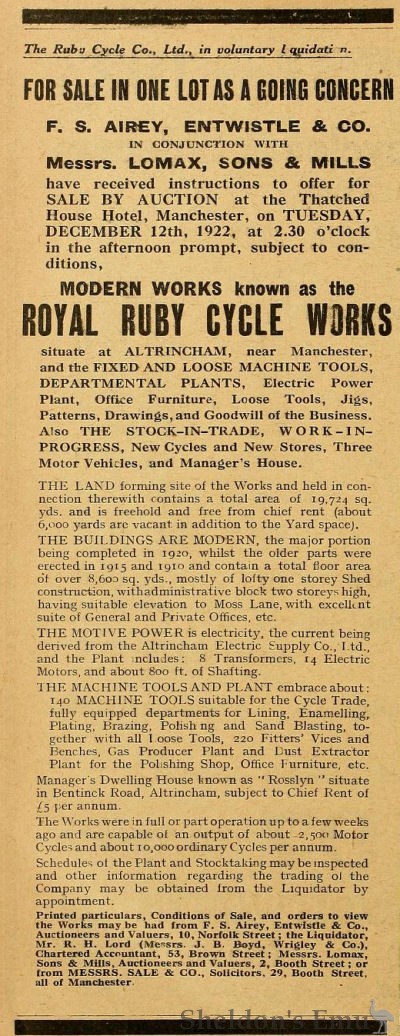 The Ruby Cycle Co., Ltd., in voluntary l quidati n.
FOR SALE IN ONE LOT AS A GOING CONCERN
F. S. AIREY, ENTWISTLE & CO.
IN CONJUNCTION WITH
Messrs. LOMAX, SONS & MILLS
have received instructions to offer for
SALE BY AUCTION at the Thatched
House Hotel, Manchester, on TUESDAY,
DECEMBER 12th, 1922, at 2.30 o'clock
in the afternoon prompt, subject to con-
ditions,
MODERN WORKS known as the
ROYAL RUBY CYCLE WORKS
situate at ALTRINCHAM, near Manchester,
and the FIXED AND LOOSE MACHINE TOOLS,
DEPARTMENTAL PLANTS, Electric Power
Plant, Office Furniture, Loose Tools, Jigs,
Patterns, Drawings, and Goodwill of the Business.
Also THE STOCK-IN-TRADE, WORK-IN-
PROGRESS, New Cycles and New Stores, Three
Motor Vehicles, and Manager's House.
THE LAND forming site of the Works and held in con-
nection therewith contains a total area of 19,724 sq.
yds. and is freehold and free from chief rent (about
6,000 yards are vacant in addition to the Yard space).
THE BUILDINGS ARE MODERN, the major portion
being completed in 1920, whilst the older parts were
erected in 1915 and 1910 and contain a total floor area
of over 8,600 sq. yds., mostly of lofty one storey Shed
construction, with administrative block two storeys high,
having suitable elevation to Moss Lane, with excellent
suite of General and Private Offices, etc.
THE MOTIVE POWER is electricity, the current being
derived from the Altrincham Electric Supply Co., Ltd.,
and the Plant includes; 8 Transformers, 14 Electric
Motors, and about 800 ft. of Shafting.
THE MACHINE TOOLS AND PLANT embrace about:
140 MACHINE TOOLS suitable for the Cycle Trade,
fully equipped departments for Lining, Enamelling,
Plating, Brazing, Polishing and Sand Blasting, to-
gether with all Loose Tools, 220 Fitters' Vices and
Benches, Gas Producer Plant and Dust Extractor
Plant for the Polishing Shop, Office Furniture, etc.
Manager's Dwelling House known as "Rosslyn" situate
in Bentinck Road, Altrincham, subject to Chief Rent of
£5 per annum.
The Works were in full or part operation up to a few weeks
ago and are capable of an output of about 2,500 Motor
Cycles and about 10,000 ordinary Cycles per annum.
Schedules of the Plant and Stocktaking may be inspected
and other information regarding the trading of the
Company may be obtained from the Liquidator by
appointment.
Printed particulars, Conditions of Sale, and orders to view
the Works may be had from F. S. Airey, Entwistle & Co.,
Auctioneers and Valuers, 10, Norfolk Street; the Liquidator,
Mr. R. H. Lord (Messrs. J. B. Boyd, Wrigley & Co.),
Chartered Accountant, 53, Brown Street; Messrs. Lomax,
Sons & Mills, Auctioneers and Valuers, 2, Booth Street; or
from MESSRS. SALE & CO., Solicitors, 29, Booth Street,
all of Manchester.
Sheldon's Emu